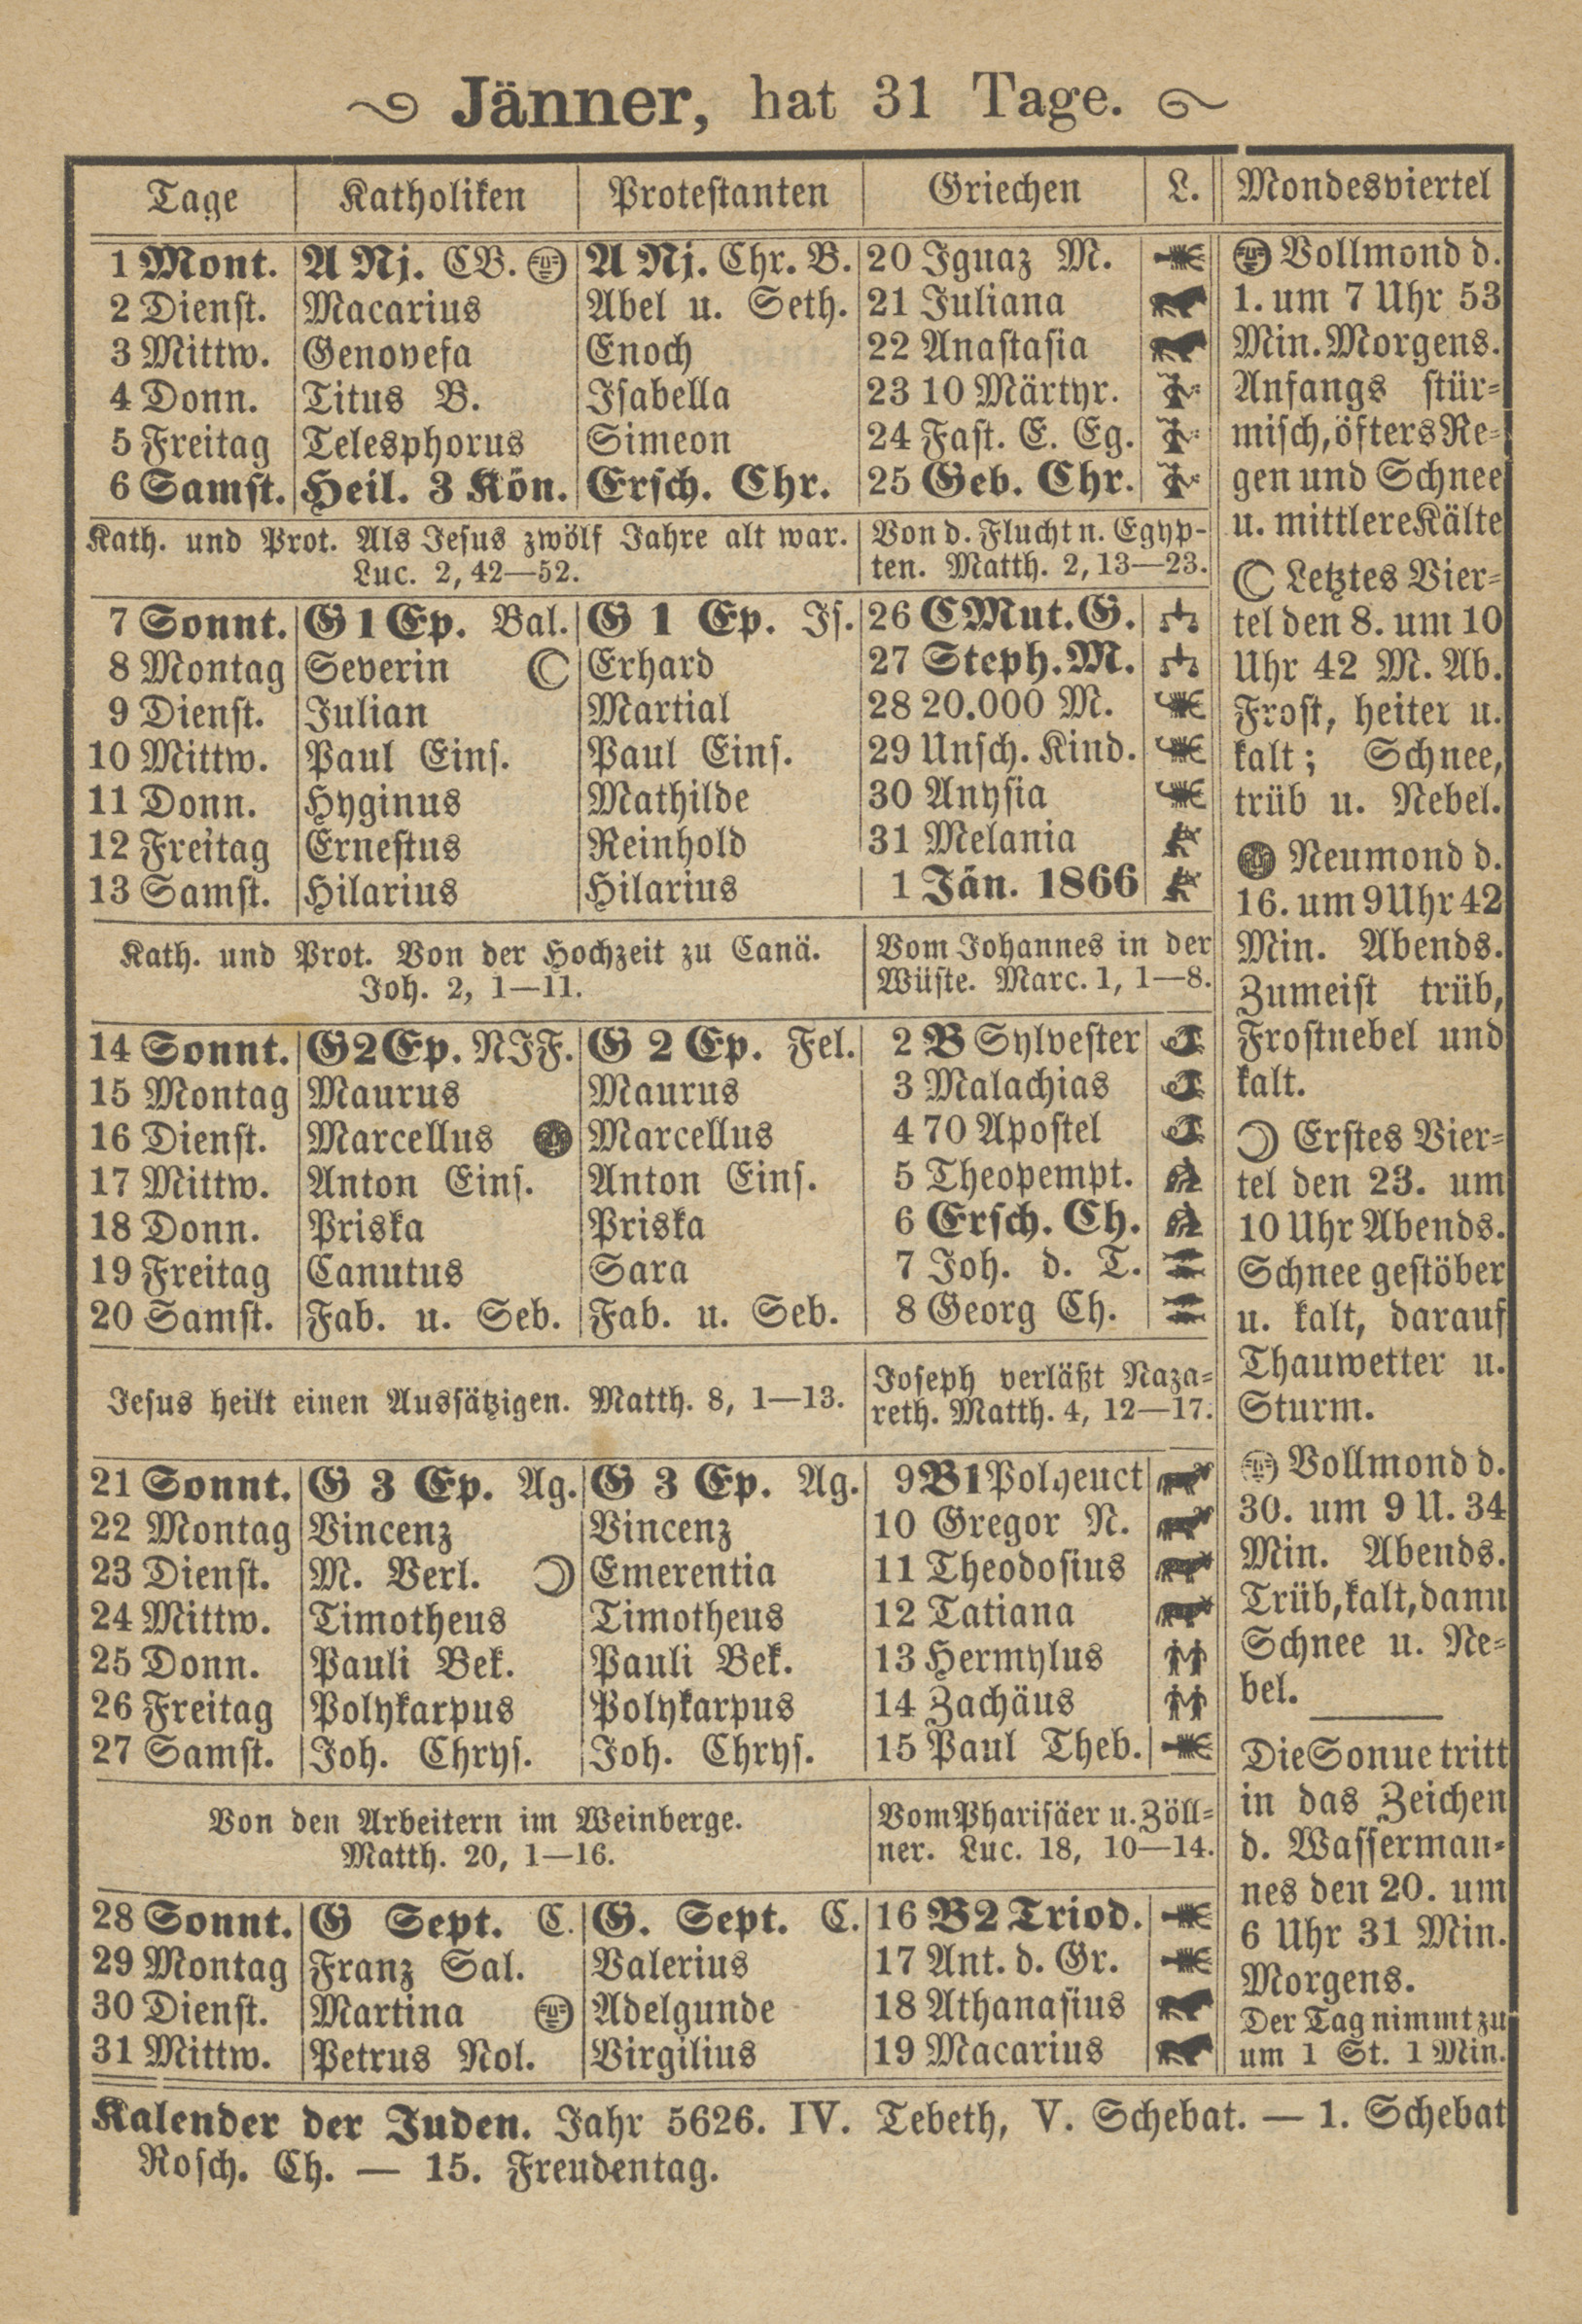 Jänner, hat 31 Tage.
Tage Katholiken Protestanten Griechen L.
1 Mont. A Nj. CB. A Nj. Chr. B. 20 Ignaz M.
2 Dienst. Macarius Abel u. Seth. 21 Juliana
3 Mittw. Genovefa Enoch 22 Anastasia
4 Donn. Titus B. Isabella 23 10 Märtyr.
5 Freitag Telesphorus Simeon 24 Fast. E. Eg.
6 Samst. Heil. 3 Kön. Ersch. Chr. 25 Geb. Chr.
Kath. und Prot. Als Jesus zwölf Jahre alt war.
Luc. 2, 42—52.
Von d. Flucht n. Egyp-
ten. Matth. 2, 13—23.
7 Sonnt. G 1 Ep. Bal. G 1 Ep. Is. 26 C Mut. G.
8 Montag Severin Erhard 27 Steph. M.
9 Dienst. Julian Martial 28 20.000 M.
10 Mittw. Paul Eins. Paul Eins. 29 Unsch. Kind.
11 Donn. Hyginus Mathilde 30 Anysia
12 Freitag Ernestus Reinhold 31 Melania
13 Samst. Hilarius Hilarius 1 Jän. 1866
Kath. und Prot. Von der Hochzeit zu Canä.
Joh. 2, 1—11.
Vom Johannes in der
Wüste. Marc. 1, 1—8.
14 Sonnt. G 2 Ep. NJF. G 2 Ep. Fel. 2 B Sylvester
15 Montag Maurus Maurus 3 Malachias
16 Dienst. Marcellus Marcellus 4 70 Apostel
17 Mittw. Anton Eins. Anton Eins. 5 Theopempt.
18 Donn. Priska Priska 6 Ersch. Ch.
19 Freitag Canutus Sara 7 Joh. d. T.
20 Samst. Fab. u. Seb. Fab. u. Seb. 8 Georg Ch.
Jesus heilt einen Aussätzigen. Matth. 8, 1—13.
Joseph verläßt Naza-
reth. Matth. 4, 12—17.
21 Sonnt. G 3 Ep. Ag. G 3 Ep. Ag. 9 B 1 Polyeuct
22 Montag Vincenz Vincenz 10 Gregor N.
23 Dienst. M. Verl. Emerentia 11 Theodosius
24 Mittw. Timotheus Timotheus 12 Tatiana
25 Donn. Pauli Bek. Pauli Bek. 13 Hermylus
26 Freitag Polykarpus Polykarpus 14 Zachäus
27 Samst. Joh. Chrys. Joh. Chrys. 15 Paul Theb.
Von den Arbeitern im Weinberge.
Matth. 20, 1—16.
Vom Pharisäer u. Zöll-
ner. Luc. 18, 10—14.
28 Sonnt. G Sept. C. G. Sept. C. 16 B 2 Triod.
29 Montag Franz Sal. Valerius 17 Ant. d. Gr.
30 Dienst. Martina Adelgunde 18 Athanasius
31 Mittw. Petrus Nol. Virgilius 19 Macarius
Mondesviertel
Vollmond d.
1. um 7 Uhr 53
Min. Morgens.
Anfangs stür-
misch, öfters Re-
gen und Schnee
u. mittlere Kälte
Letztes Vier-
tel den 8. um 10
Uhr 42 M. Ab.
Frost, heiter u.
kalt; Schnee,
trüb u. Nebel.
Neumond d.
16. um 9 Uhr 42
Min. Abends.
Zumeist trüb,
Frostnebel und
kalt.
Erstes Vier-
tel den 23. um
10 Uhr Abends.
Schnee gestöber
u. kalt, darauf
Thauwetter u.
Sturm.
Vollmond d.
30. um 9 U. 34
Min. Abends.
Trüb, kalt, dann
Schnee u. Ne-
bel.
Die Sonne tritt
in das Zeichen
d. Wasserman-
nes den 20. um
6 Uhr 31 Min.
Morgens.
Der Tag nimmt zu
um 1 St. 1 Min.
Kalender der Juden. Jahr 5626. IV. Tebeth, V. Schebat. — 1. Schebat
Rosch. Ch. — 15. Freudentag.